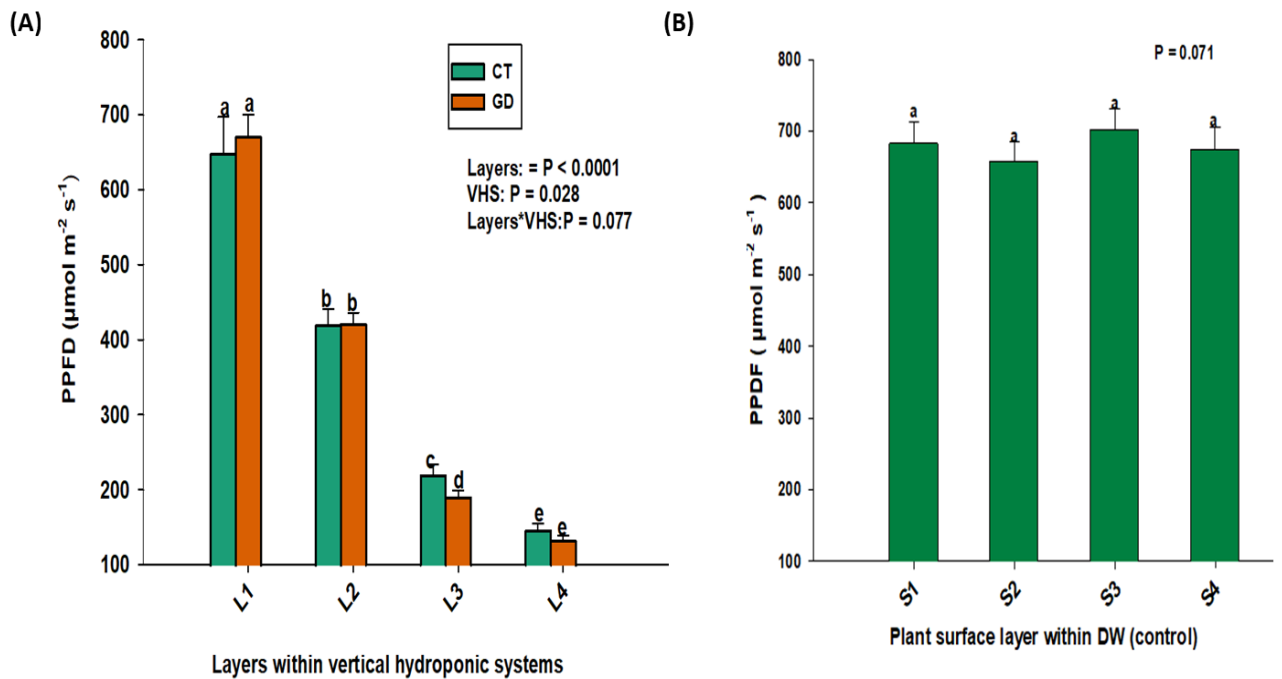 (A)
800
700
600
500
400
300
200
100
PPFD (µmol m⁻² s⁻¹)
CT
GD
Layers: = P < 0.0001
VHS: P = 0.028
Layers*VHS:P = 0.077
a a
b b
c d
e e
L1 L2 L3 L4
Layers within vertical hydroponic systems
(B)
P = 0.071
800
700
600
500
400
300
200
100
PPDF ( µmol m⁻² s⁻¹)
a a a a
S1 S2 S3 S4
Plant surface layer within DW (control)